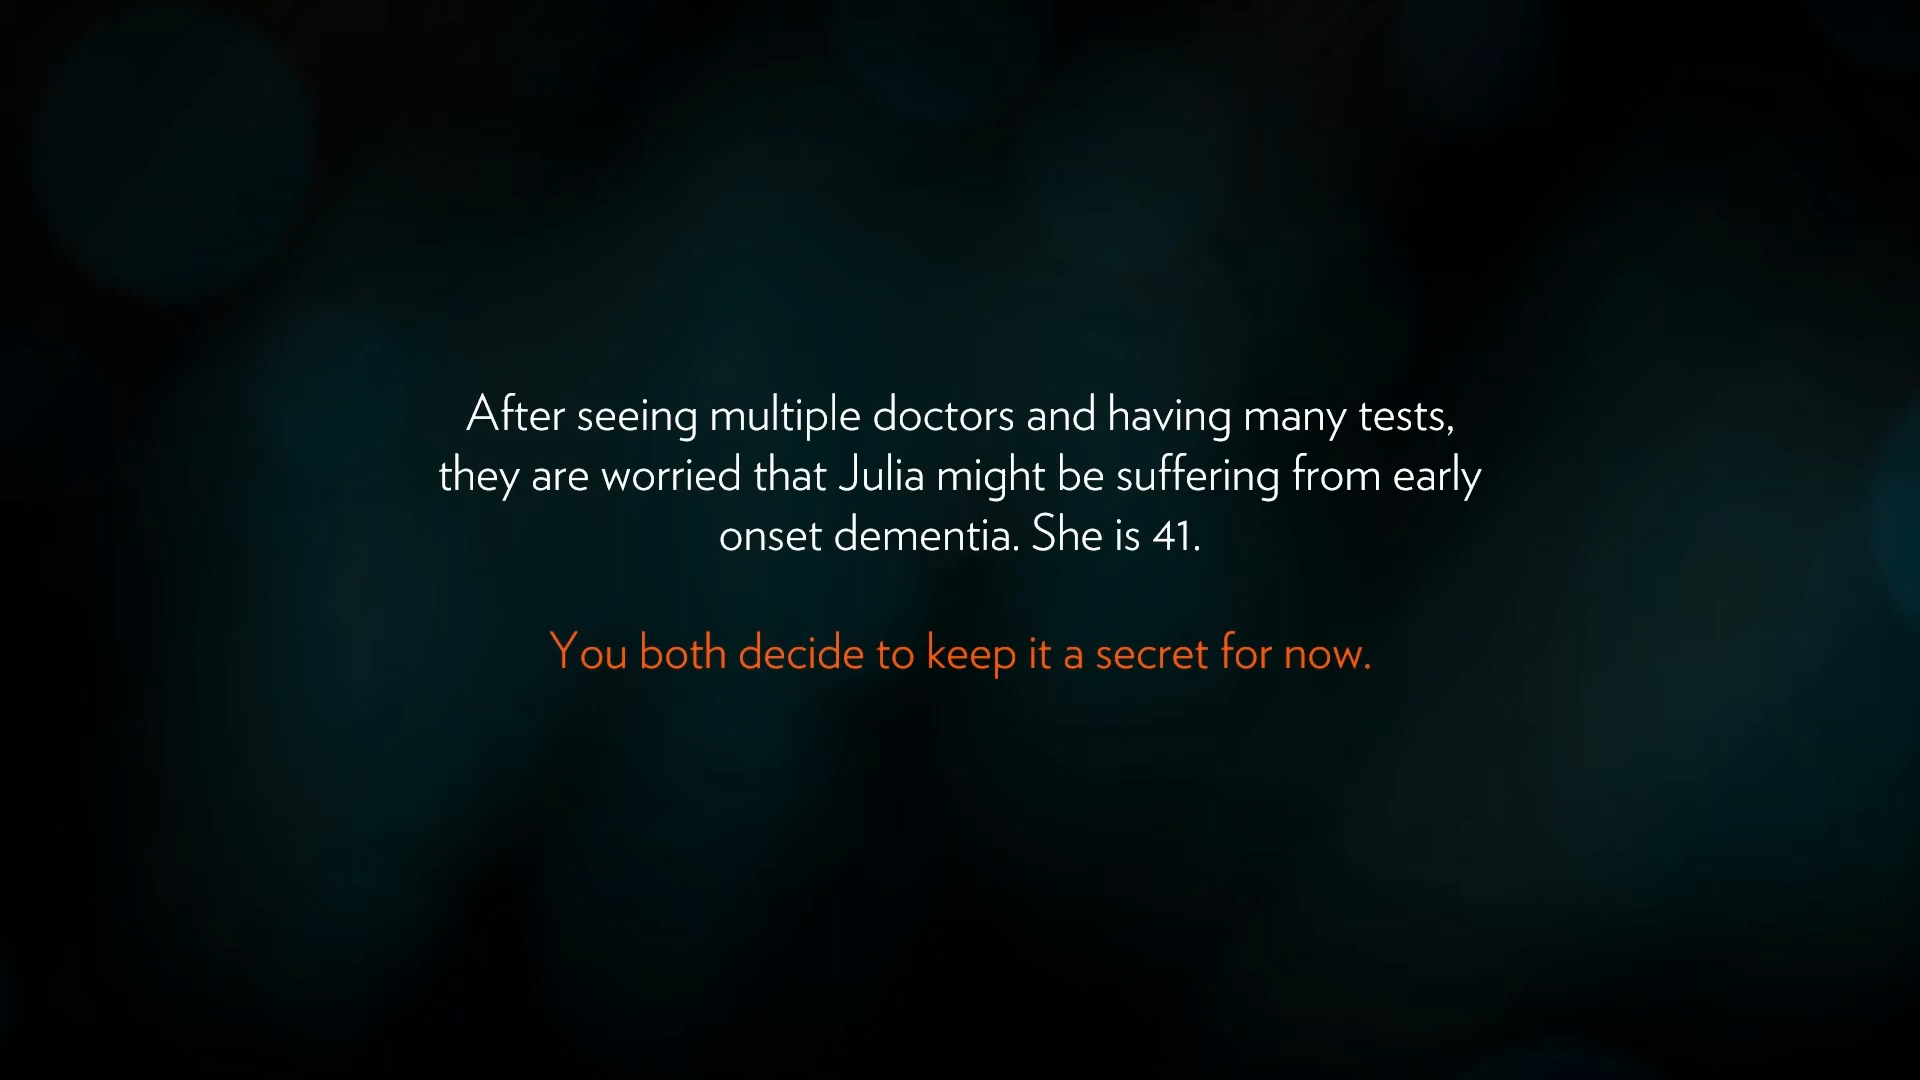 After seeing multiple doctors and having many tests,
they are worried that Julia might be suffering from early
onset dementia. She is 41.
You both decide to keep it a secret for now.